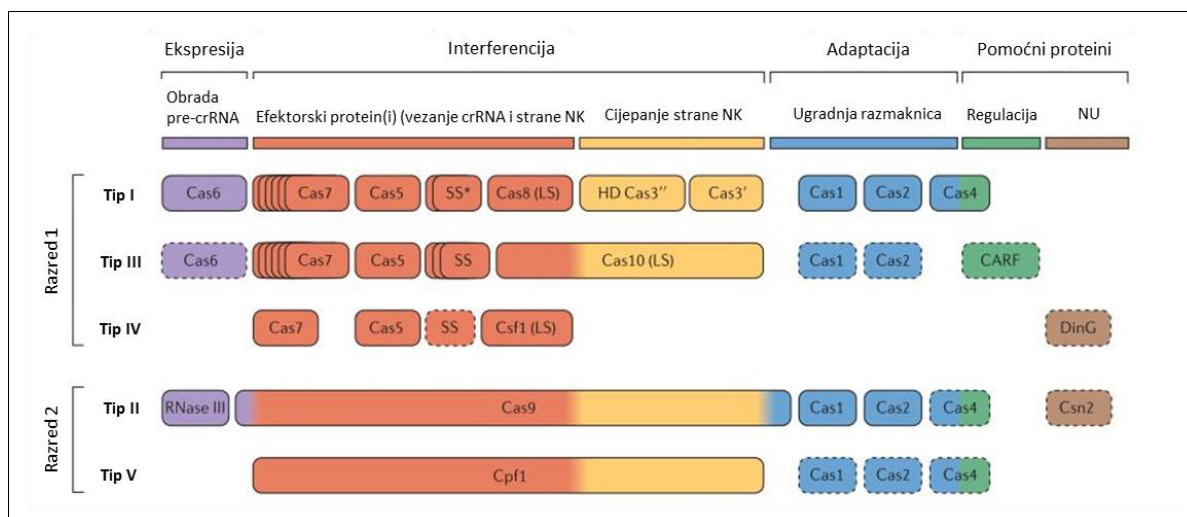 Ekspresija Interferencija Adaptacija Pomoćni proteini
Obrada
pre-crRNA Efektorski protein(i) (vezanje crRNA i strane NK Cijepanje strane NK Ugradnja razmaknica Regulacija NU
Razred 1
Tip I Cas6 Cas7 Cas5 SS* Cas8 (LS) HD Cas3'' Cas3' Cas1 Cas2 Cas4
Tip III Cas6 Cas7 Cas5 SS Cas10 (LS) Cas1 Cas2 CARF
Tip IV Cas7 Cas5 SS Csf1 (LS) DinG
Razred 2
Tip II RNase III Cas9 Cas1 Cas2 Cas4 Csn2
Tip V Cpf1 Cas1 Cas2 Cas4